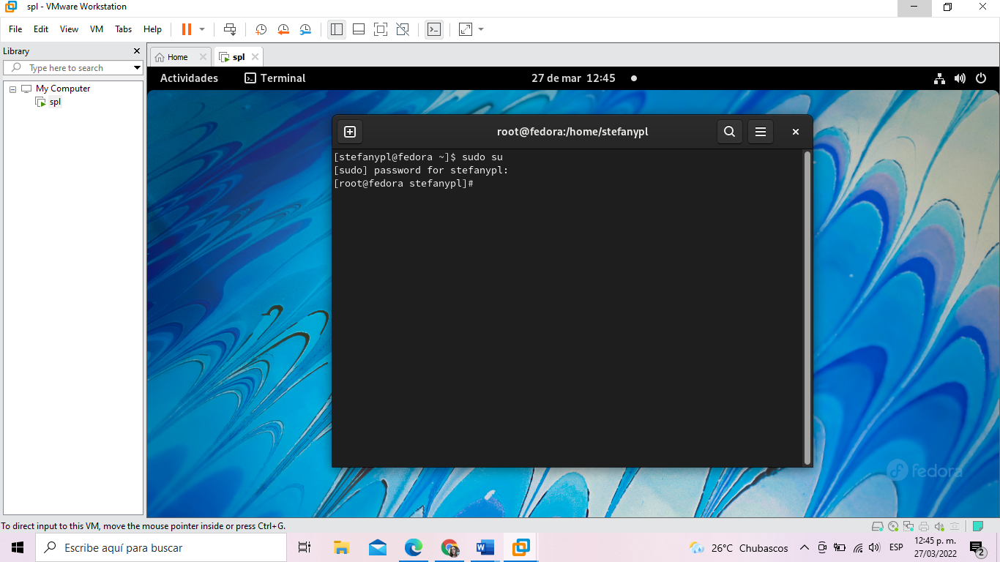 spl - VMware Workstation
File Edit View VM Tabs Help
Library
Type here to search
My Computer
spl
Home spl
Actividades Terminal 27 de mar 12:45
root@fedora:/home/stefanypl
[stefanypl@fedora ~]$ sudo su
[sudo] password for stefanypl:
[root@fedora stefanypl]#
fedora
To direct input to this VM, move the mouse pointer inside or press Ctrl+G.
Escribe aquí para buscar
26°C Chubascos
ESP
12:45 p. m.
27/03/2022
2